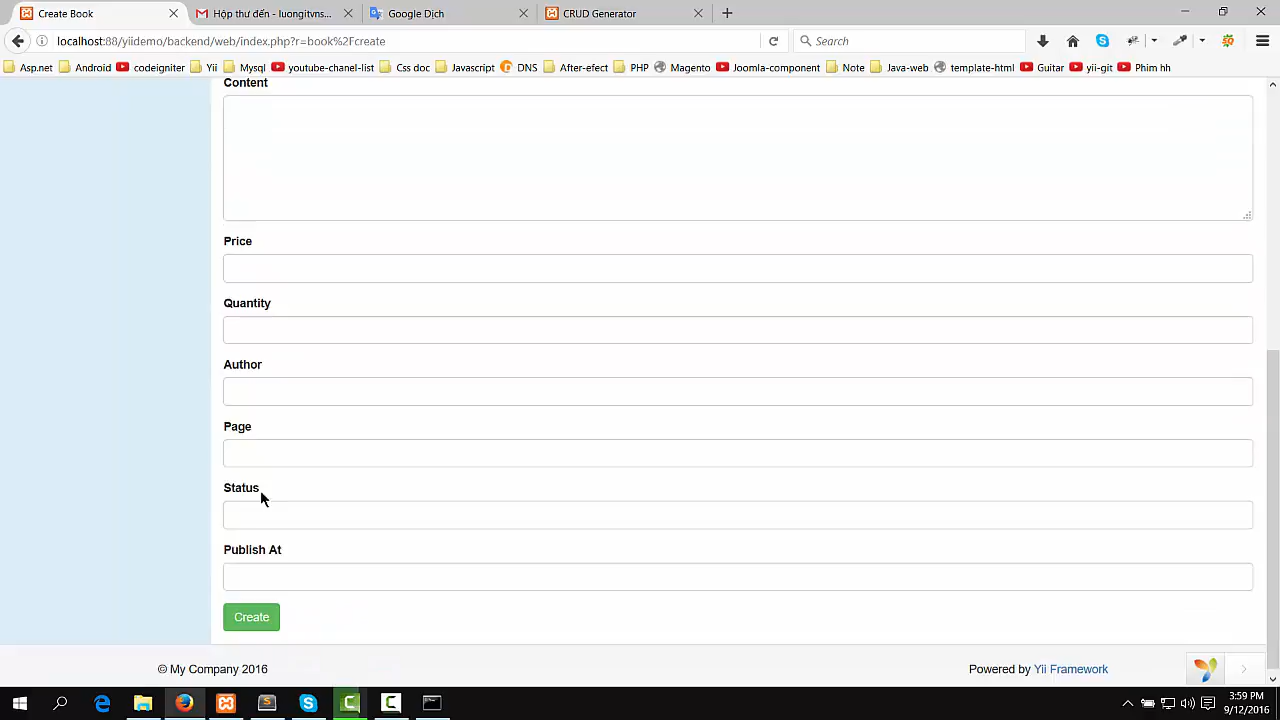 Create Book
Hộp thư đến - luongitvns...
Google Dịch
CRUD Generator
localhost:88/yiidemo/backend/web/index.php?r=book%2Fcreate
Search
Asp.net
Android
codeigniter
Yii
Mysql
youtube-chanel-list
Css doc
Javascript
DNS
After-efect
PHP
Magento
Joomla-component
Note
Java-web
template-html
Guitar
yii-git
Phim hh
Content
Price
Quantity
Author
Page
Status
Publish At
Create
© My Company 2016
Powered by Yii Framework
3:59 PM
9/12/2016